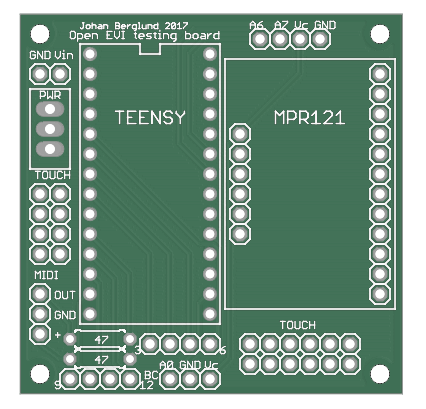 Johan Berglund 2017
Open EVI testing board
A6 A7 Vc GND
GND Vin
PWR
TEENSY
MPR121
TOUCH
MIDI
OUT
GND
+
TOUCH
47
3 6
47
BC
A0 GND Vc
9 12